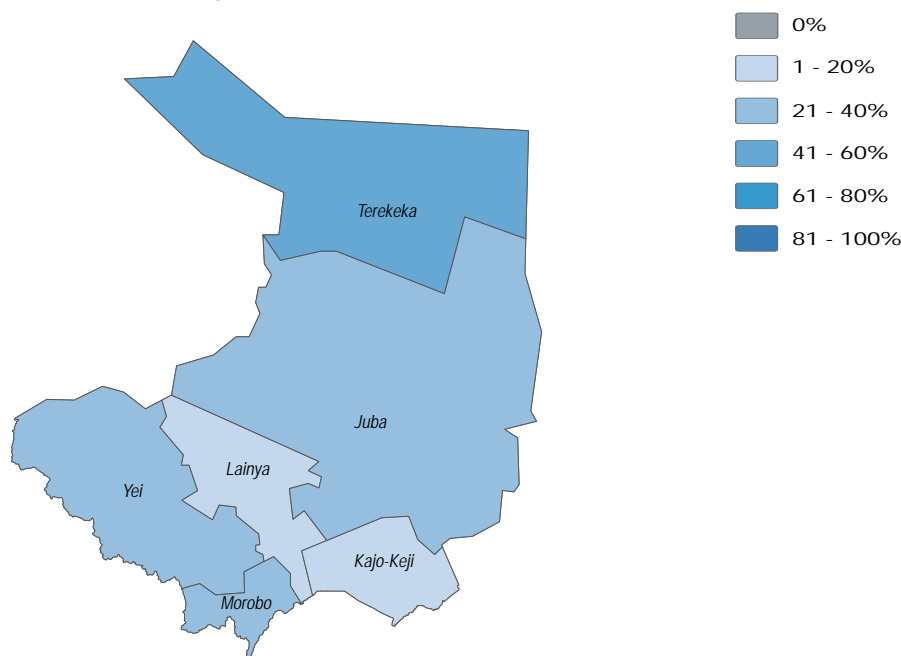 0%
1 - 20%
21 - 40%
41 - 60%
61 - 80%
81 - 100%
Terekeka
Juba
Lainya
Yei
Kajo-Keji
Morobo